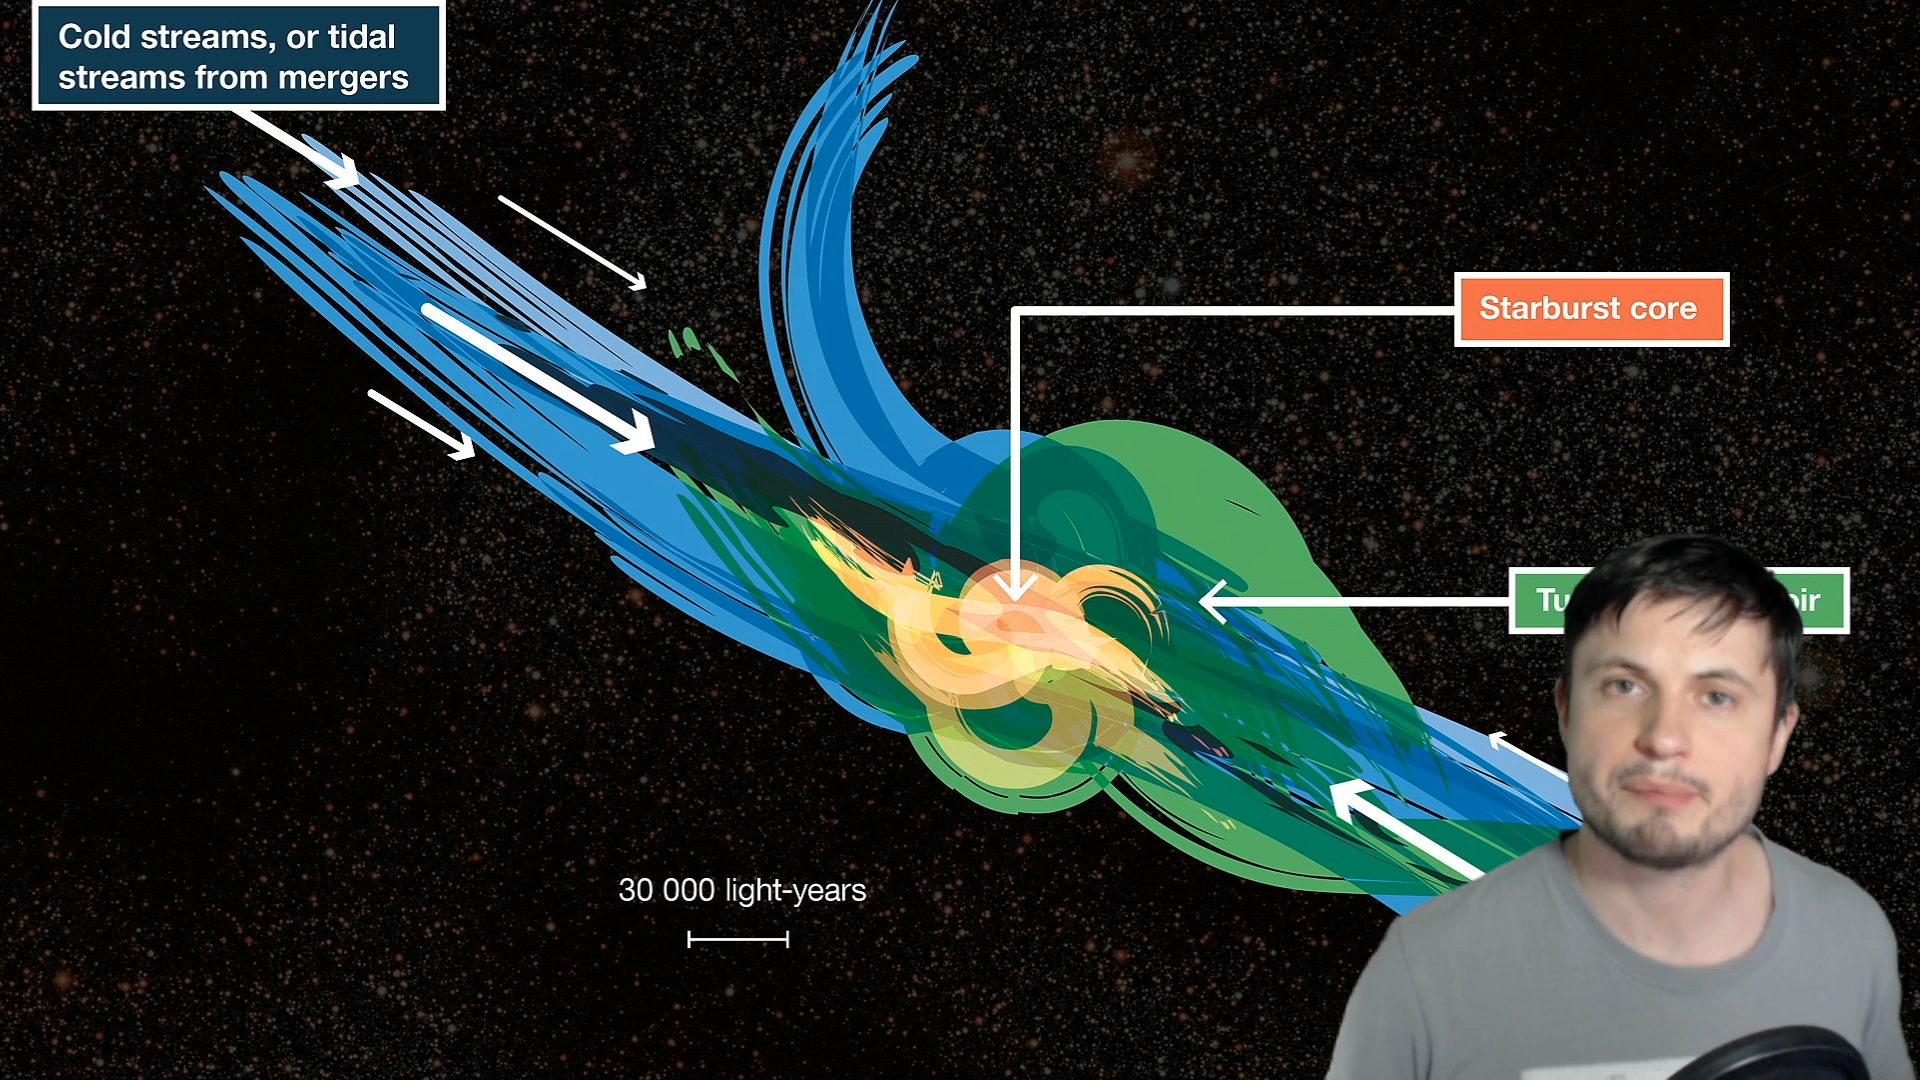 Cold streams, or tidal
streams from mergers
Starburst core
30 000 light-years